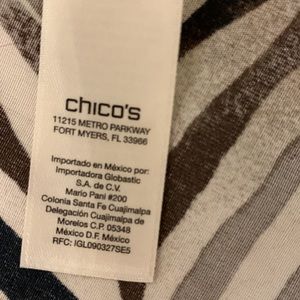 chico's
11215 METRO PARKWAY
FORT MYERS, FL 33966
Importado en México por:
Importadora Globastic
S.A. de C.V.
Mario Pani #200
Colonia Santa Fe Cuajimalpa
Delegación Cuajimalpa de
Morelos C.P. 05348
México D.F. México
RFC: IGL090327SE5